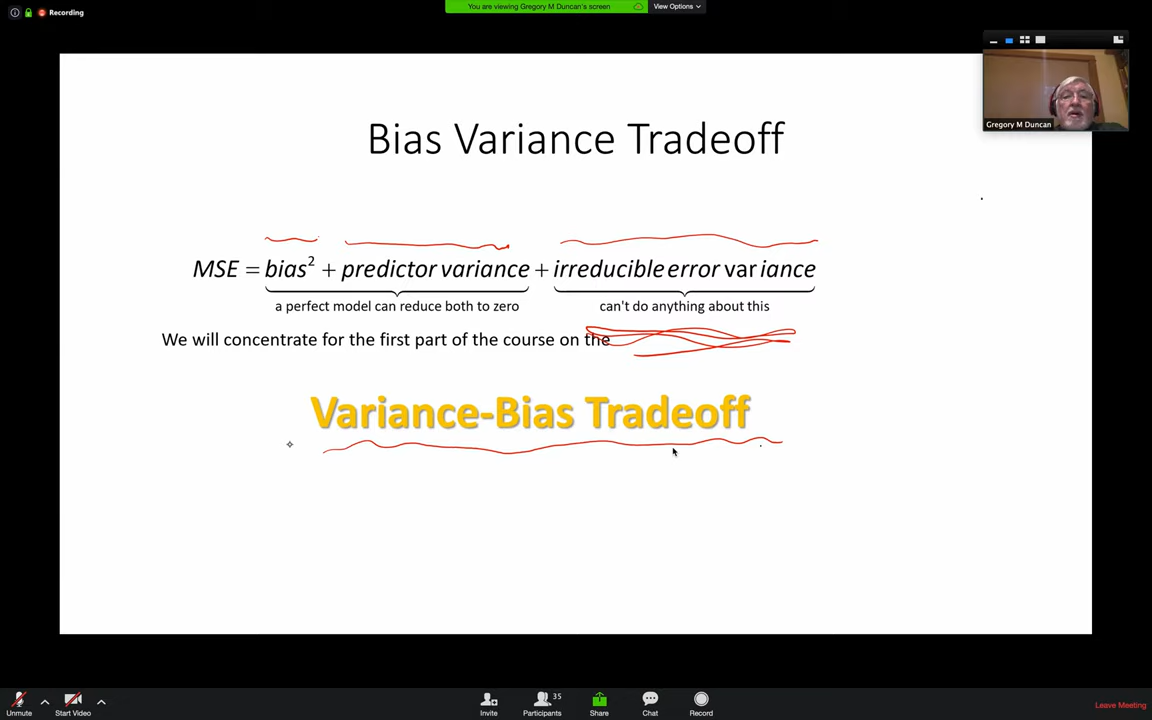 Recording
You are viewing Gregory M Duncan's screen
View Options
Gregory M Duncan
Bias Variance Tradeoff
MSE = bias² + predictor variance + irreducible error variance
a perfect model can reduce both to zero can't do anything about this
We will concentrate for the first part of the course on the
Variance-Bias Tradeoff
Unmute
Start Video
Invite
Participants 35
Share
Chat
Record
Leave Meeting